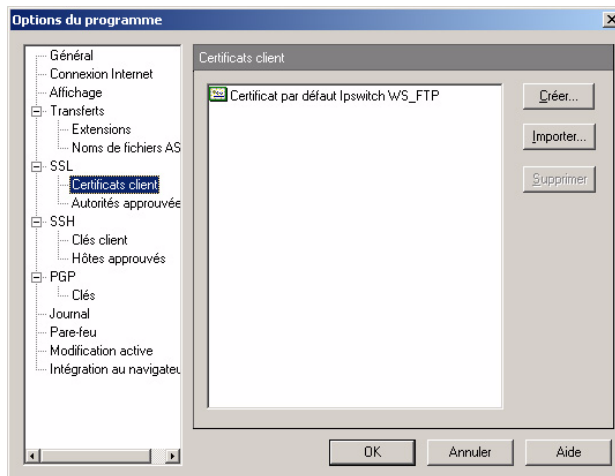 Options du programme
Général
Connexion Internet
Affichage
Transferts
Extensions
Noms de fichiers AS
SSL
Certificats client
Autorités approuvée
SSH
Clés client
Hôtes approuvés
PGP
Clés
Journal
Pare-feu
Modification active
Intégration au navigateu
Certificats client
Certificat par défaut Ipswitch WS_FTP
Créer...
Importer...
Supprimer
OK
Annuler
Aide